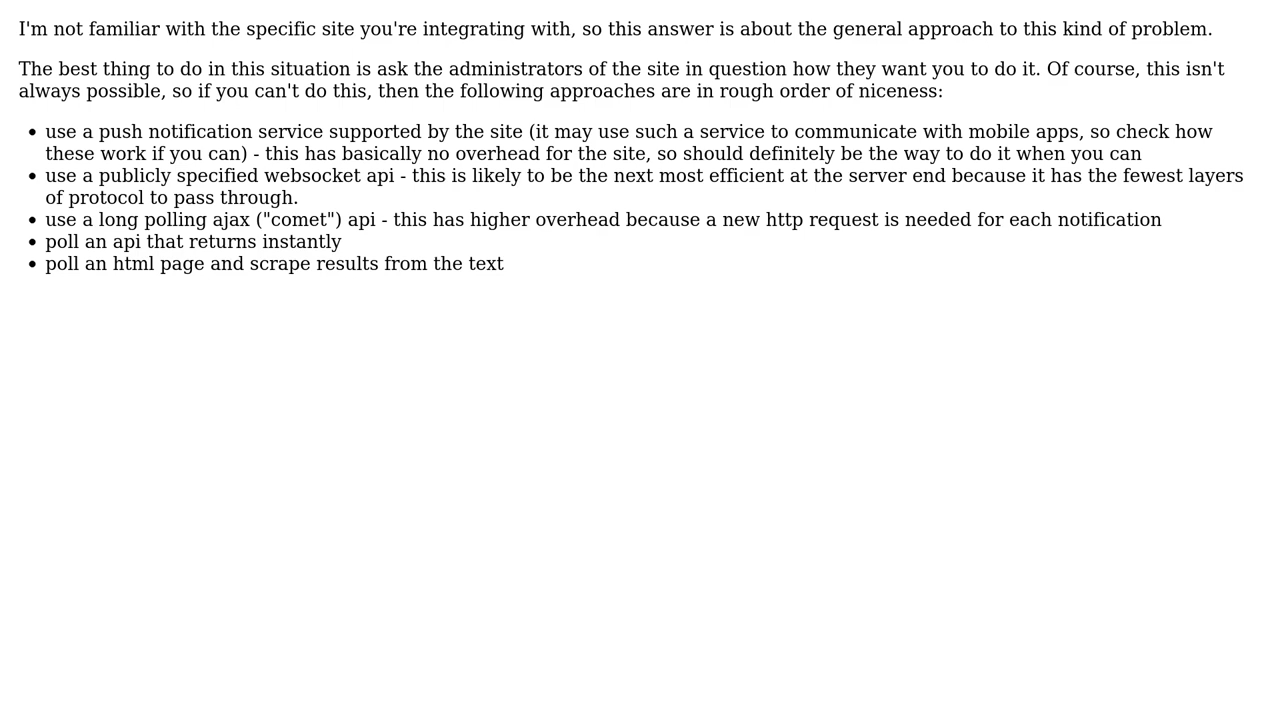 I'm not familiar with the specific site you're integrating with, so this answer is about the general approach to this kind of problem.
The best thing to do in this situation is ask the administrators of the site in question how they want you to do it. Of course, this isn't
always possible, so if you can't do this, then the following approaches are in rough order of niceness:
• use a push notification service supported by the site (it may use such a service to communicate with mobile apps, so check how
these work if you can) - this has basically no overhead for the site, so should definitely be the way to do it when you can
• use a publicly specified websocket api - this is likely to be the next most efficient at the server end because it has the fewest layers
of protocol to pass through.
• use a long polling ajax ("comet") api - this has higher overhead because a new http request is needed for each notification
• poll an api that returns instantly
• poll an html page and scrape results from the text